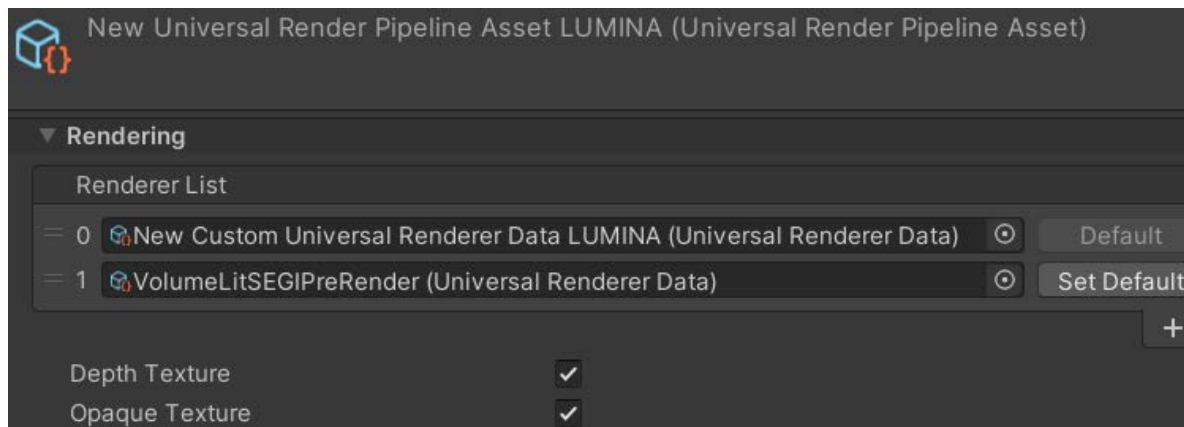 New Universal Render Pipeline Asset LUMINA (Universal Render Pipeline Asset)
Rendering
Renderer List
0 New Custom Universal Renderer Data LUMINA (Universal Renderer Data) Default
1 VolumeLitSEGIPreRender (Universal Renderer Data) Set Default
+
Depth Texture
Opaque Texture